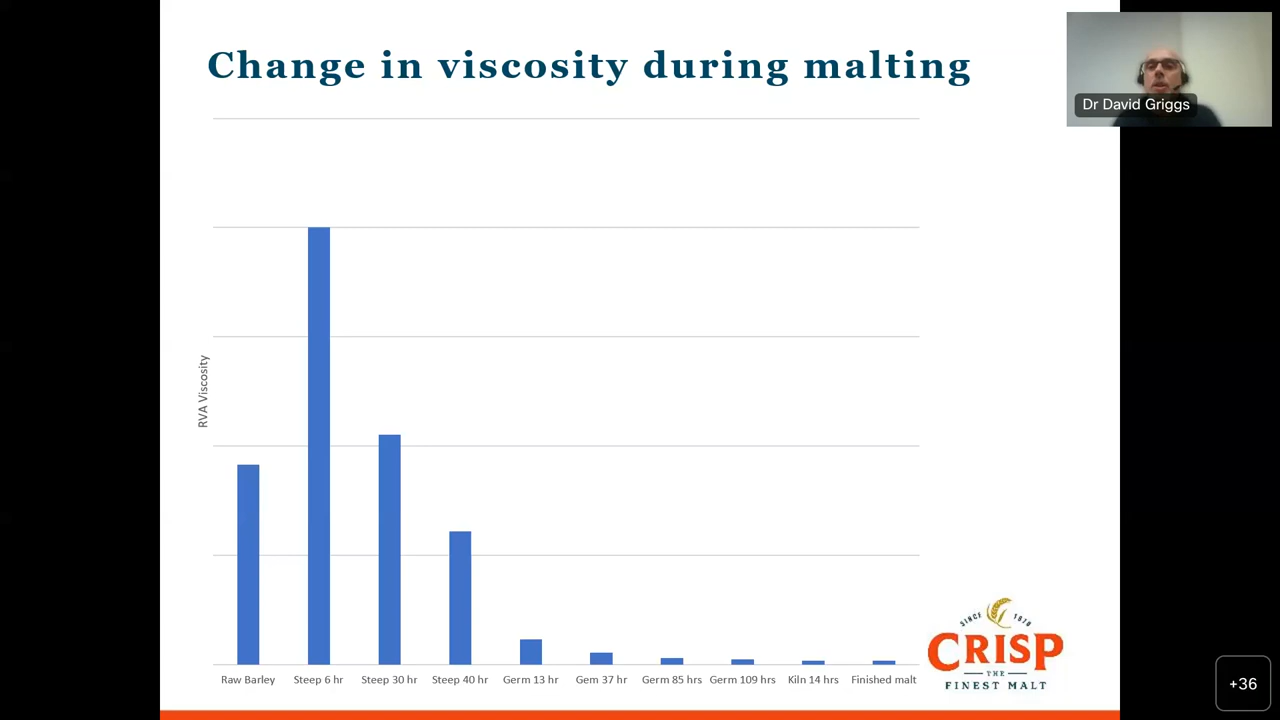 Change in viscosity during malting
Dr David Griggs
RVA Viscosity
Raw Barley
Steep 6 hr
Steep 30 hr
Steep 40 hr
Germ 13 hr
Gem 37 hr
Germ 85 hrs
Germ 109 hrs
Kiln 14 hrs
Finished malt
SINCE 1870
CRISP
THE
FINEST MALT
+36